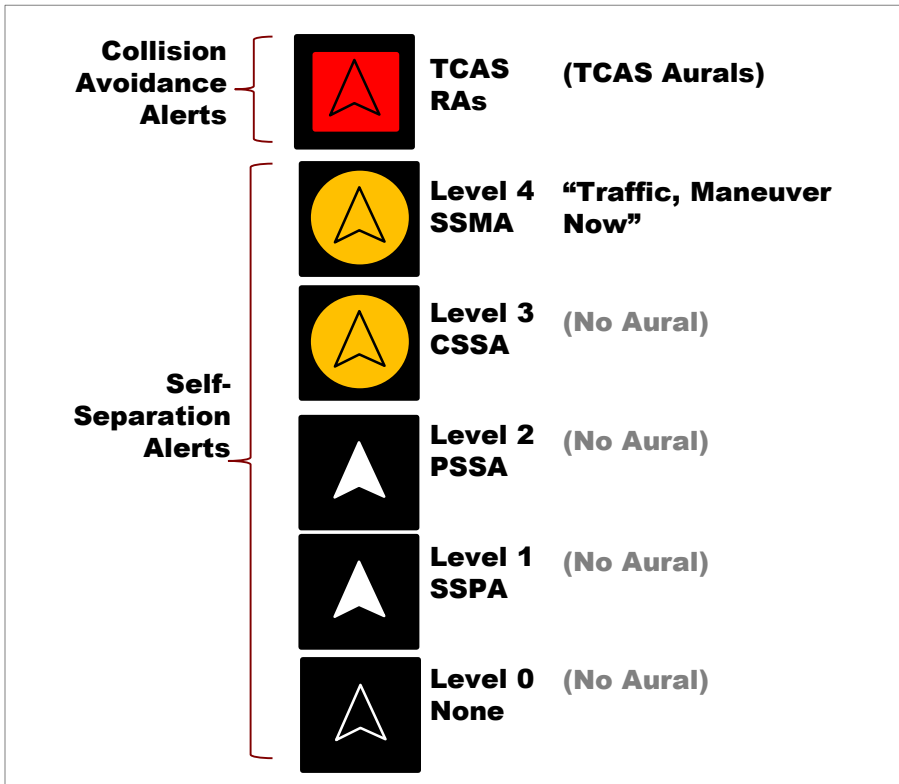 Collision
Avoidance
Alerts
TCAS
RAs
(TCAS Aurals)
Level 4
SSMA
“Traffic, Maneuver
Now”
Level 3
CSSA
(No Aural)
Self-
Separation
Alerts
Level 2
PSSA
(No Aural)
Level 1
SSPA
(No Aural)
Level 0
None
(No Aural)